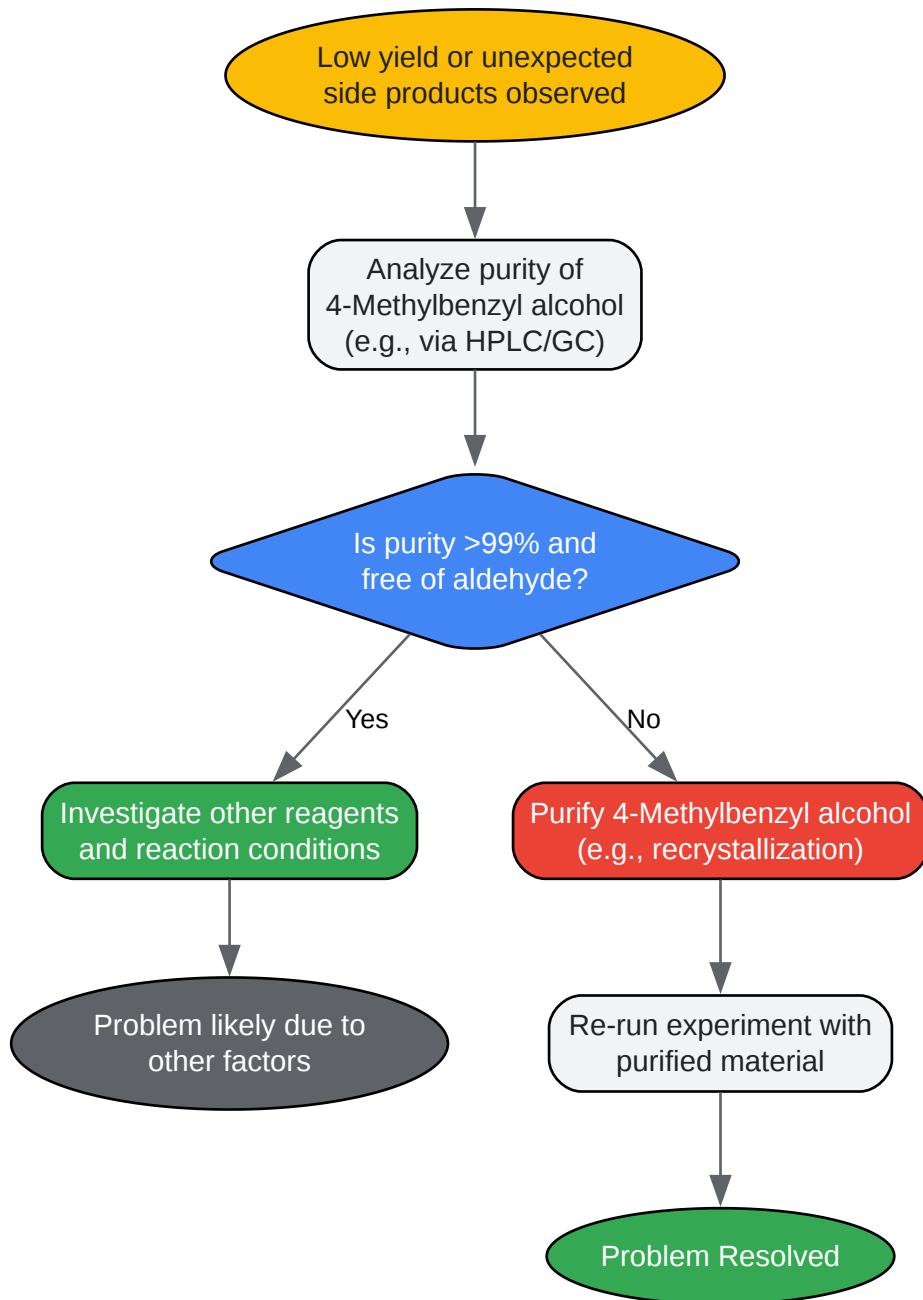 Low yield or unexpected
side products observed
Analyze purity of
4-Methylbenzyl alcohol
(e.g., via HPLC/GC)
Is purity >99% and
free of aldehyde?
Yes
No
Investigate other reagents
and reaction conditions
Purify 4-Methylbenzyl alcohol
(e.g., recrystallization)
Problem likely due to
other factors
Re-run experiment with
purified material
Problem Resolved